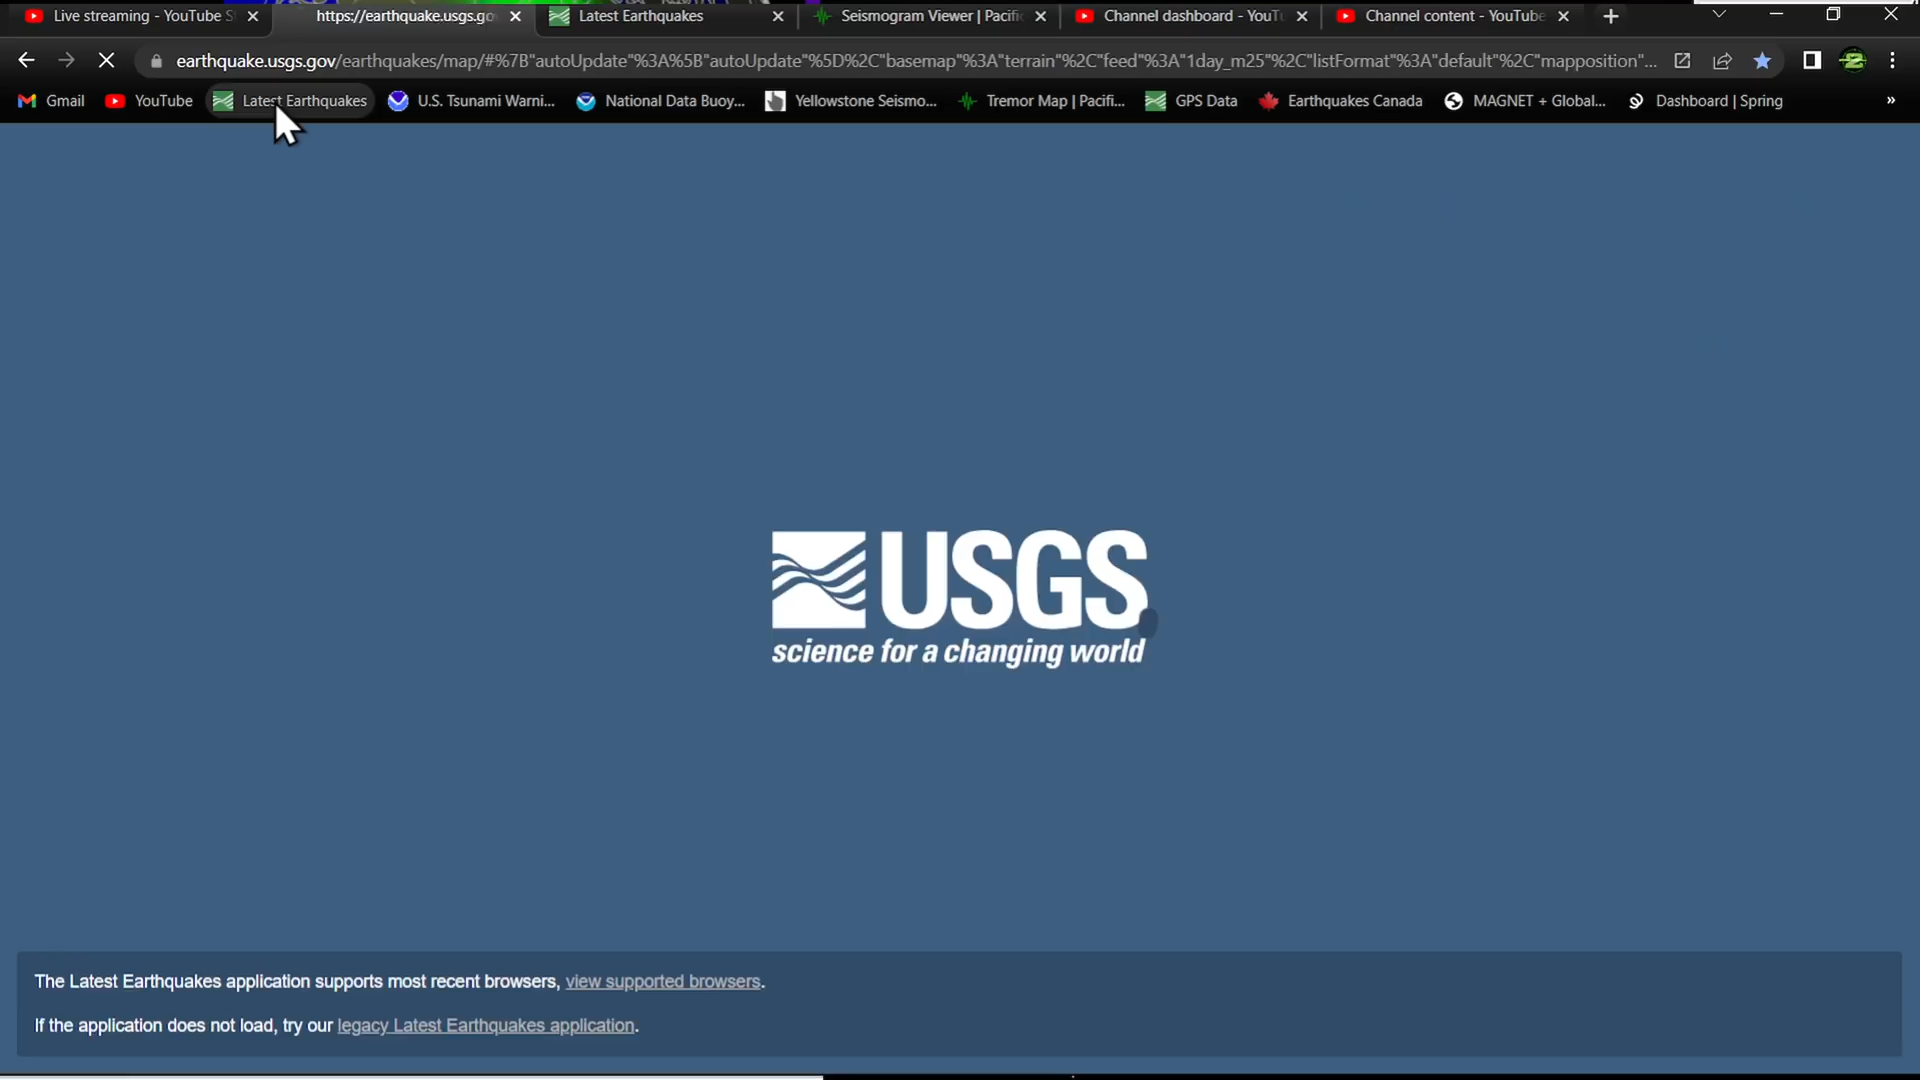 Live streaming - YouTube S
https://earthquake.usgs.go
Latest Earthquakes
Seismogram Viewer | Pacific
Channel dashboard - YouTu
Channel content - YouTube
earthquake.usgs.gov/earthquakes/map/#%7B"autoUpdate"%3A%5B"autoUpdate"%5D%2C"basemap"%3A"terrain"%2C"feed"%3A"1day_m25"%2C"listFormat"%3A"default"%2C"mapposition"...
Gmail
YouTube
Latest Earthquakes
U.S. Tsunami Warni...
National Data Buoy...
Yellowstone Seismo...
Tremor Map | Pacifi...
GPS Data
Earthquakes Canada
MAGNET + Global...
Dashboard | Spring
»
USGS
science for a changing world
The Latest Earthquakes application supports most recent browsers, view supported browsers.
If the application does not load, try our legacy Latest Earthquakes application.